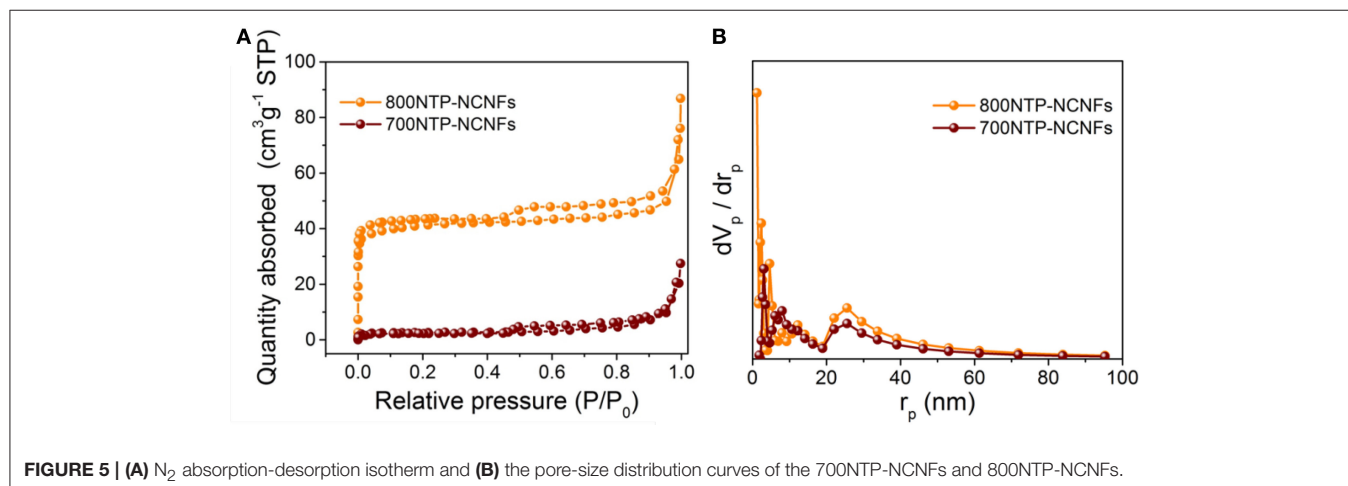 A
Quantity absorbed (cm³g⁻¹ STP)
100
80
60
40
20
0
800NTP-NCNFs
700NTP-NCNFs
0.0 0.2 0.4 0.6 0.8 1.0
Relative pressure (P/P₀)
B
dVₚ / drₚ
800NTP-NCNFs
700NTP-NCNFs
0 20 40 60 80 100
rₚ (nm)
FIGURE 5 | (A) N₂ absorption-desorption isotherm and (B) the pore-size distribution curves of the 700NTP-NCNFs and 800NTP-NCNFs.